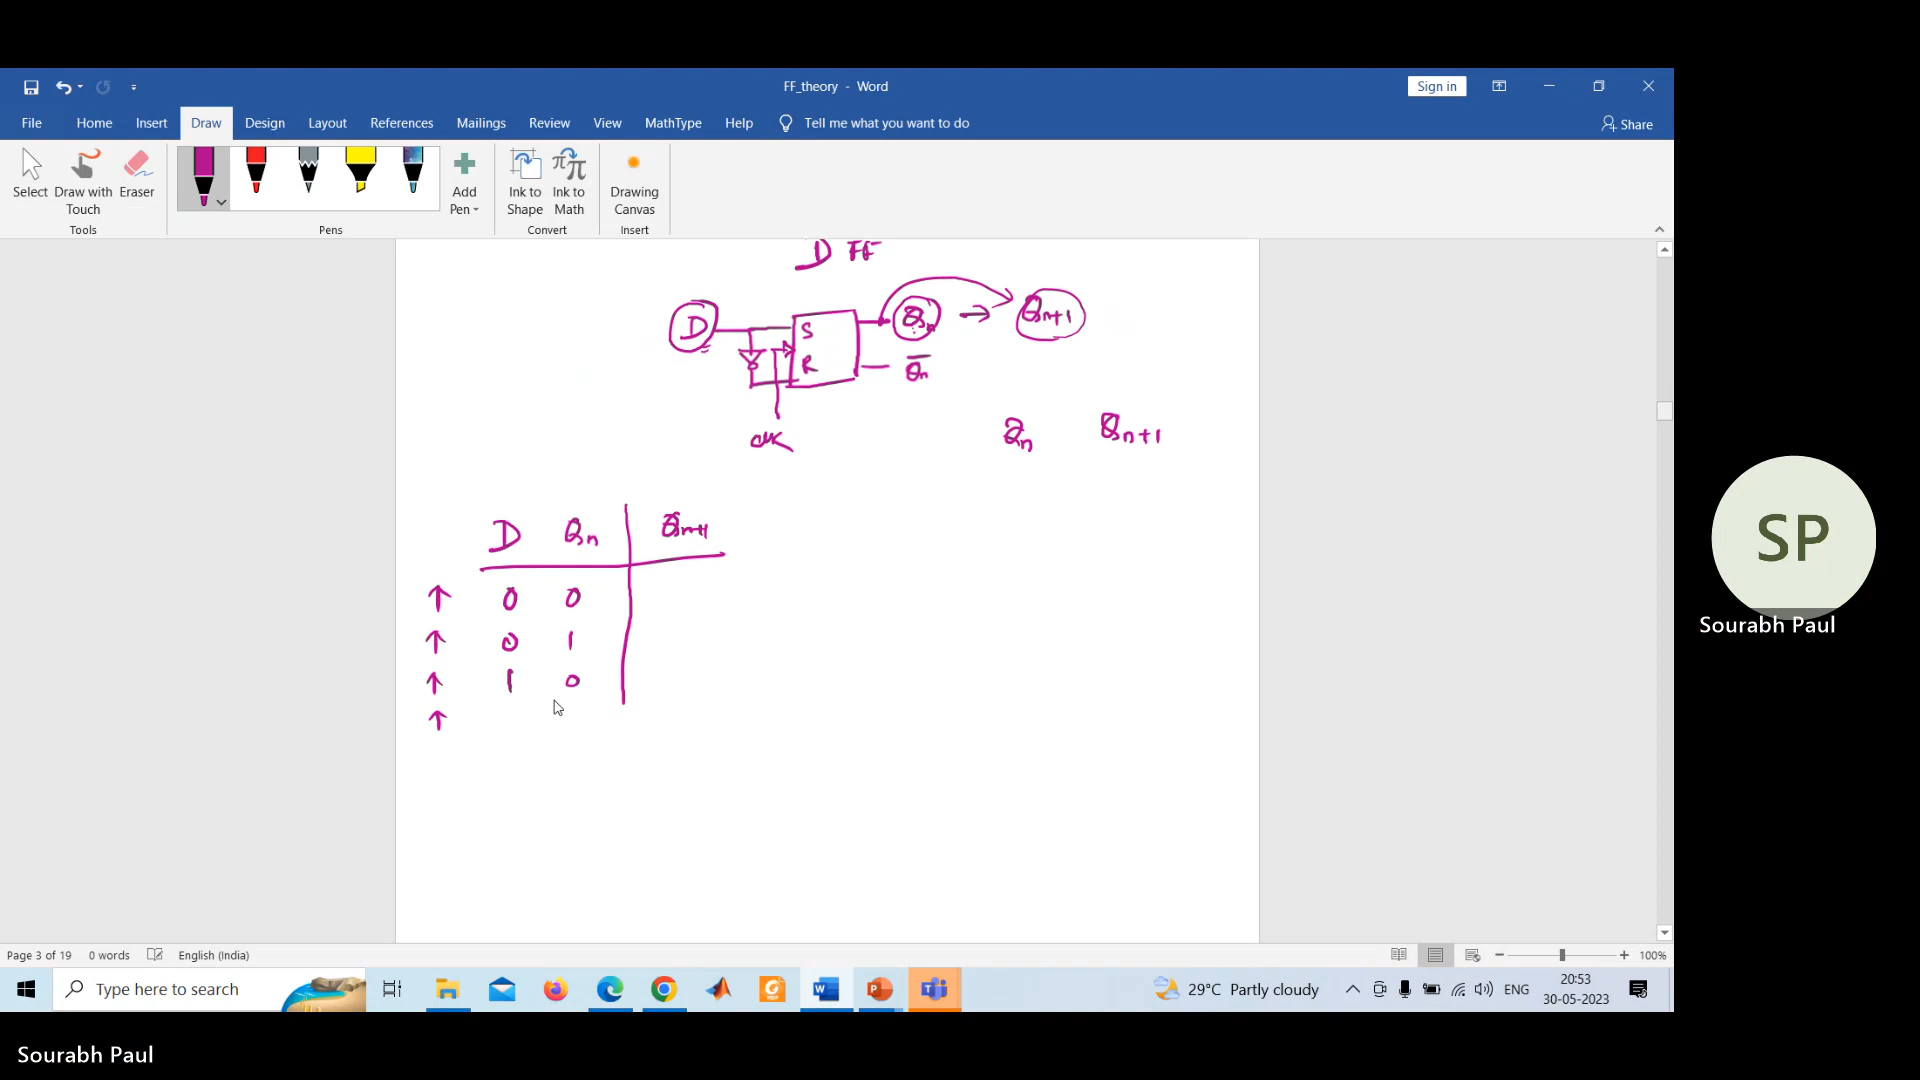 FF_theory - Word
Sign in
File Home Insert Draw Design Layout References Mailings Review View MathType Help Tell me what you want to do
Share
Select Draw with Touch Eraser
Add Pen
Ink to Shape Ink to Math
Drawing Canvas
Tools Pens Convert Insert
D FF
D S Qn → Qn+1
R Q̅n
clk
Qn Qn+1
D Qn Qn+1
↑ 0 0
↑ 0 1
↑ 1 0
↑
SP
Sourabh Paul
Page 3 of 19 0 words English (India) 100%
Type here to search
29°C Partly cloudy ENG 20:53
30-05-2023
Sourabh Paul